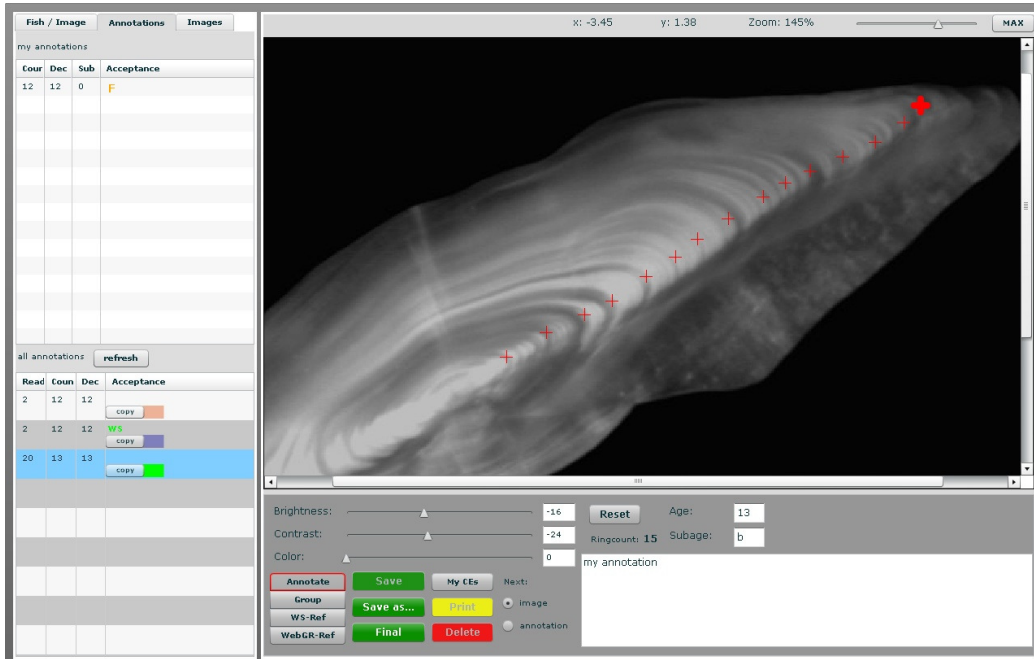 Fish / Image Annotations Images
x: -3.45 y: 1.38 Zoom: 145% MAX
my annotations
Cour Dec Sub Acceptance
12 12 0 F
all annotations refresh
Read Coun Dec Acceptance
2 12 12
copy
2 12 12 WS
copy
20 13 13
copy
Brightness: -16 Reset Age: 13
Contrast: -24 Ringcount: 15 Subage: b
Color: 0
my annotation
Annotate Save My CEs Next:
Group
Save as... Print image
WS-Ref
WebGR-Ref Final Delete annotation